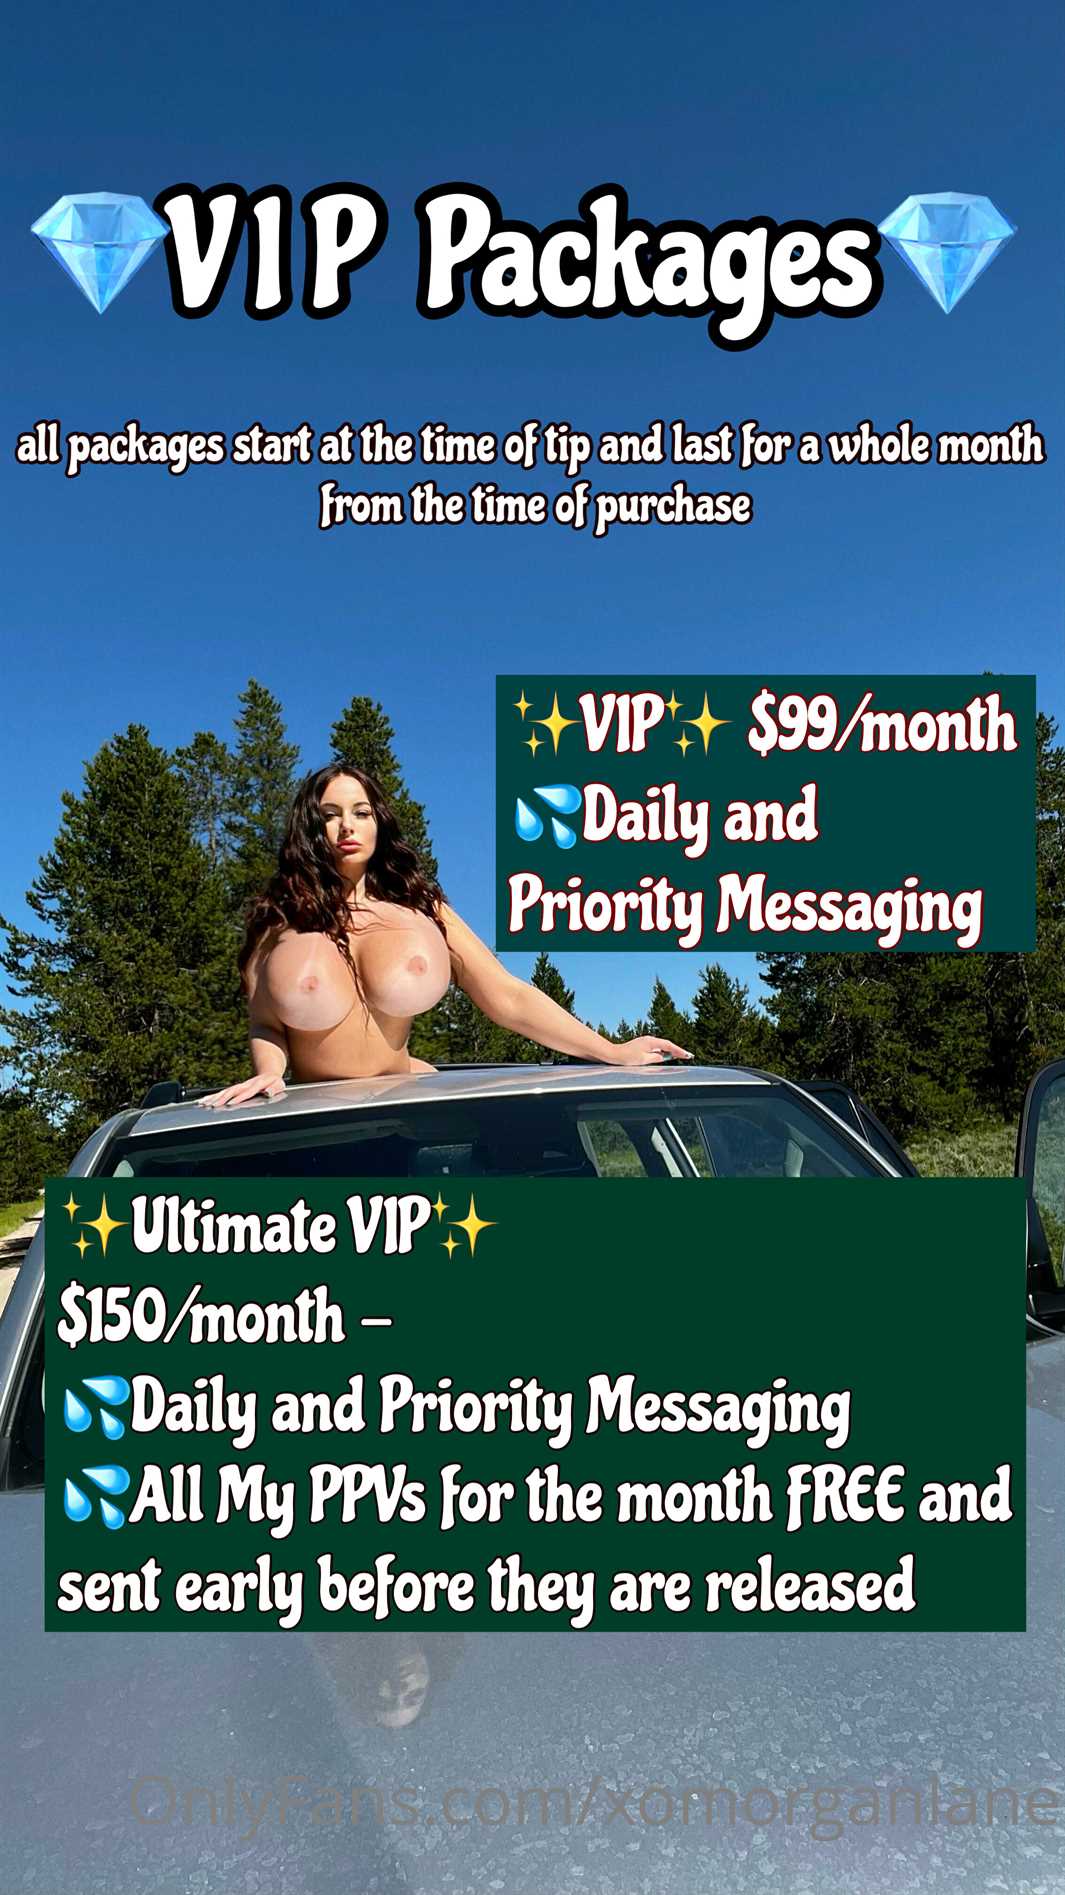 💎VIP Packages💎
all packages start at the time of tip and last for a whole month
from the time of purchase
✨VIP✨ $99/month
💦Daily and
Priority Messaging
✨Ultimate VIP✨
$150/month –
💦Daily and Priority Messaging
💦All My PPVs for the month FREE and
sent early before they are released
OnlyFans.com/xomorganlane